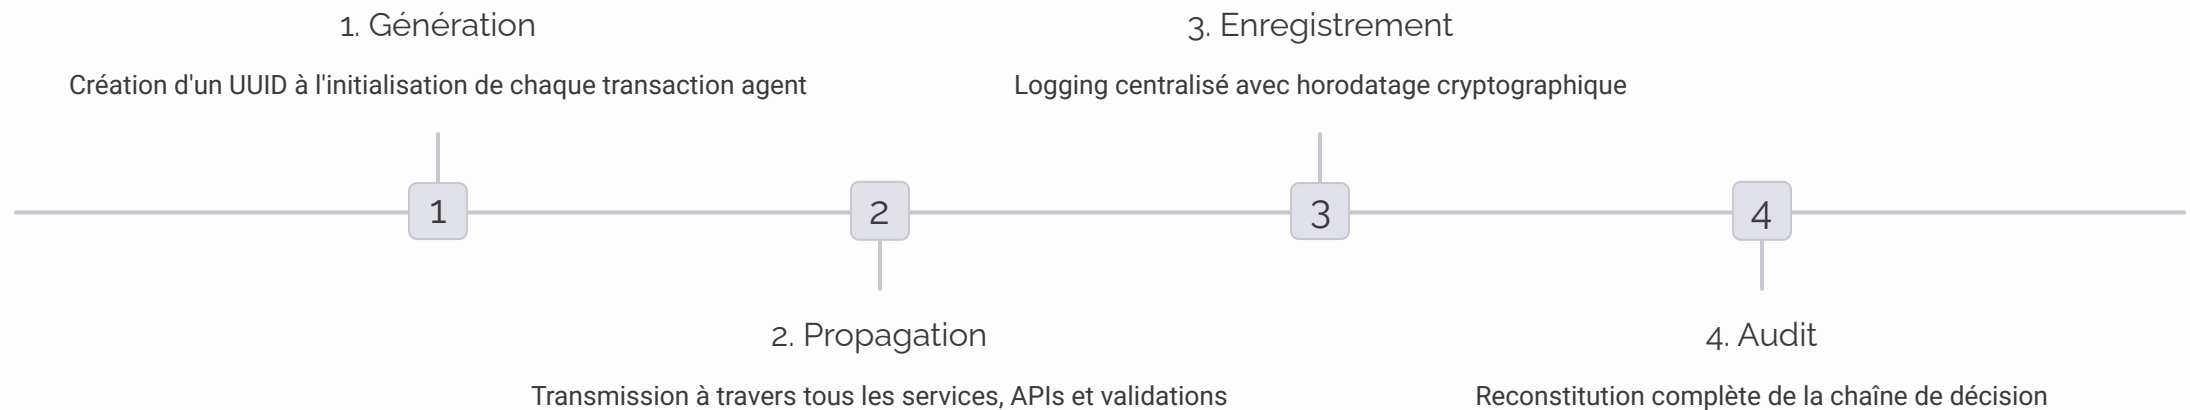 1. Génération
Création d'un UUID à l'initialisation de chaque transaction agent
3. Enregistrement
Logging centralisé avec horodatage cryptographique
1
2
3
4
2. Propagation
Transmission à travers tous les services, APIs et validations
4. Audit
Reconstitution complète de la chaîne de décision